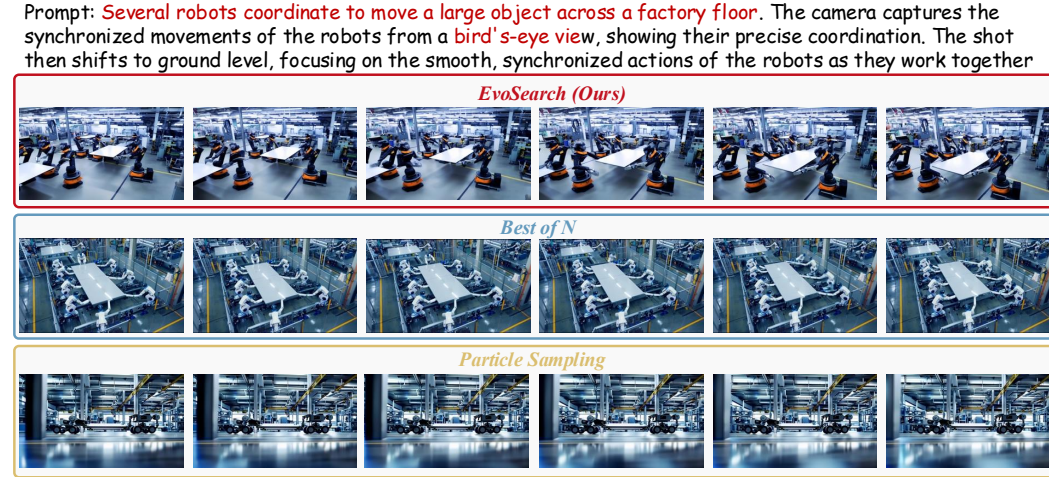 Prompt: Several robots coordinate to move a large object across a factory floor. The camera captures the
synchronized movements of the robots from a bird's-eye view, showing their precise coordination. The shot
then shifts to ground level, focusing on the smooth, synchronized actions of the robots as they work together
EvoSearch (Ours)
Best of N
Particle Sampling